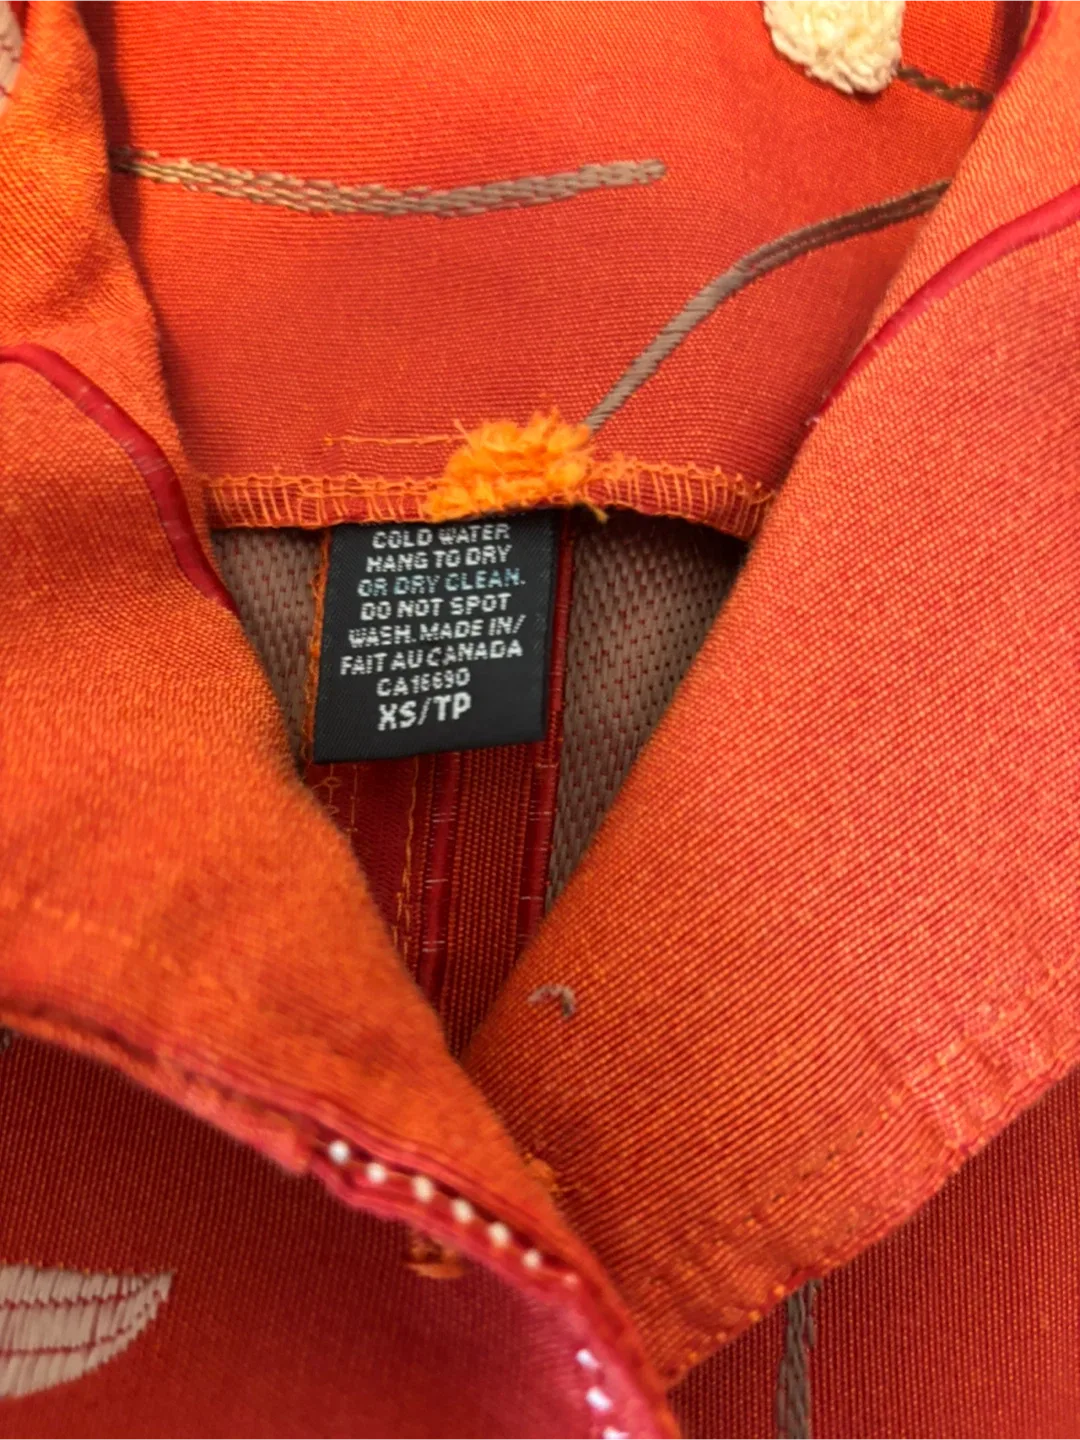 COLD WATER
HANG TO DRY
OR DRY CLEAN.
DO NOT SPOT
WASH. MADE IN/
FAIT AU CANADA
CA16690
XS/TP